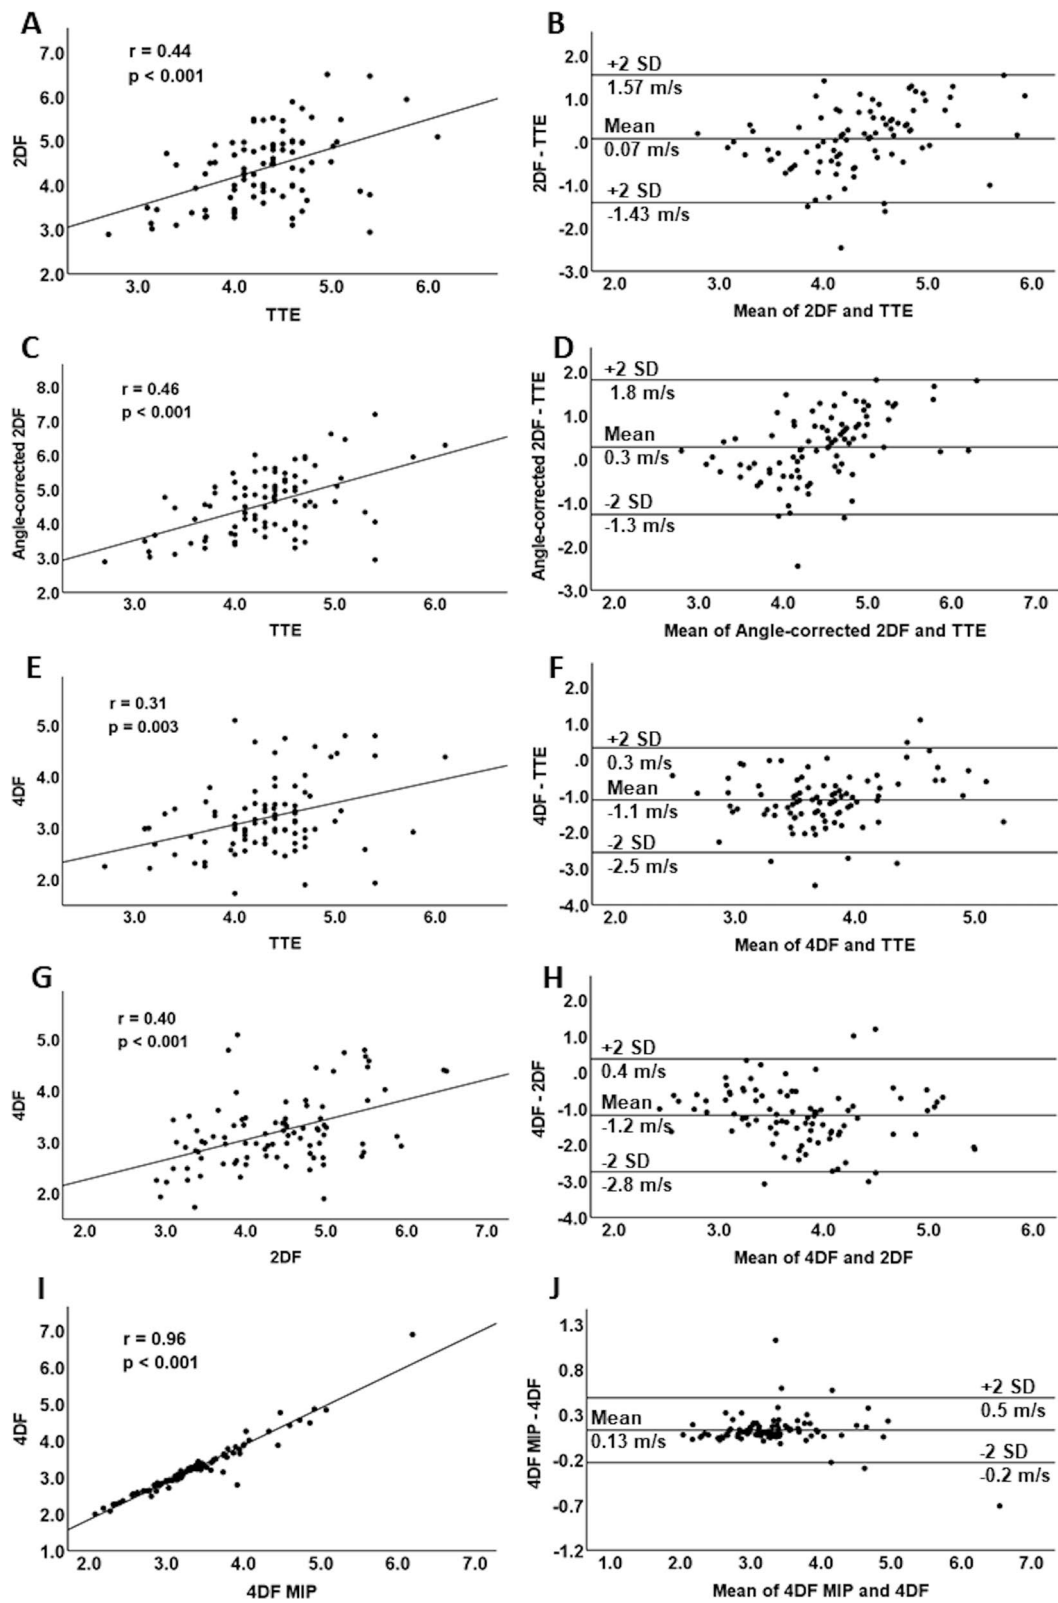 A
r = 0.44
p < 0.001
7.0
6.0
5.0
4.0
3.0
2.0
2DF
3.0 4.0 5.0 6.0
TTE
B
2.0
1.0
.0
-1.0
-2.0
-3.0
2DF - TTE
+2 SD
1.57 m/s
Mean
0.07 m/s
+2 SD
-1.43 m/s
2.0 3.0 4.0 5.0 6.0
Mean of 2DF and TTE
C
r = 0.46
p < 0.001
8.0
7.0
6.0
5.0
4.0
3.0
2.0
Angle-corrected 2DF
3.0 4.0 5.0 6.0
TTE
D
2.0
1.0
.0
-1.0
-2.0
-3.0
Angle-corrected 2DF - TTE
+2 SD
1.8 m/s
Mean
0.3 m/s
-2 SD
-1.3 m/s
2.0 3.0 4.0 5.0 6.0 7.0
Mean of Angle-corrected 2DF and TTE
E
r = 0.31
p = 0.003
5.0
4.0
3.0
2.0
4DF
3.0 4.0 5.0 6.0
TTE
F
2.0
1.0
.0
-1.0
-2.0
-3.0
-4.0
4DF - TTE
+2 SD
0.3 m/s
Mean
-1.1 m/s
-2 SD
-2.5 m/s
2.0 3.0 4.0 5.0
Mean of 4DF and TTE
G
r = 0.40
p < 0.001
5.0
4.0
3.0
2.0
4DF
2.0 3.0 4.0 5.0 6.0 7.0
2DF
H
2.0
1.0
.0
-1.0
-2.0
-3.0
-4.0
4DF - 2DF
+2 SD
0.4 m/s
Mean
-1.2 m/s
-2 SD
-2.8 m/s
2.0 3.0 4.0 5.0 6.0
Mean of 4DF and 2DF
I
r = 0.96
p < 0.001
7.0
6.0
5.0
4.0
3.0
2.0
1.0
4DF
2.0 3.0 4.0 5.0 6.0 7.0
4DF MIP
J
1.3
0.8
0.3
-0.2
-0.7
-1.2
4DF MIP - 4DF
+2 SD
0.5 m/s
Mean
0.13 m/s
-2 SD
-0.2 m/s
1.0 2.0 3.0 4.0 5.0 6.0 7.0
Mean of 4DF MIP and 4DF